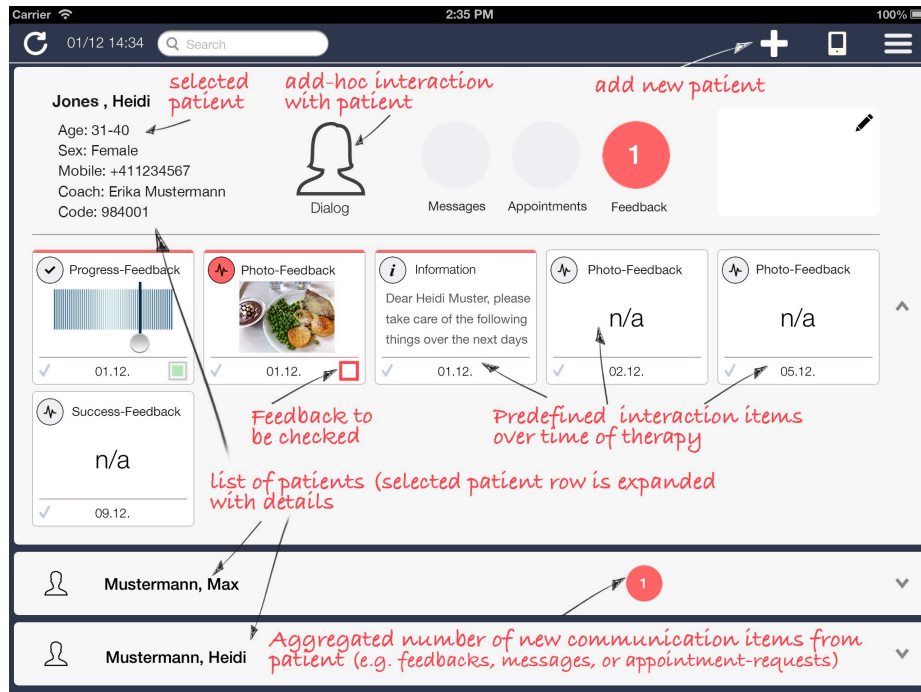 Carrier 2:35 PM 100%
01/12 14:34 Search
selected patient
add-hoc interaction with patient
add new patient
Jones , Heidi
Age: 31-40
Sex: Female
Mobile: +411234567
Coach: Erika Mustermann
Code: 984001
Dialog
Messages
Appointments
1
Feedback
Progress-Feedback
01.12.
Photo-Feedback
01.12.
i Information
Dear Heidi Muster, please
take care of the following
things over the next days
01.12.
Photo-Feedback
n/a
02.12.
Photo-Feedback
n/a
05.12.
Success-Feedback
n/a
09.12.
Feedback to
be checked
Predefined interaction items
over time of therapy
list of patients (selected patient row is expanded
with details
Mustermann, Max
1
Mustermann, Heidi
Aggregated number of new communication items from
patient (e.g. feedbacks, messages, or appointment-requests)